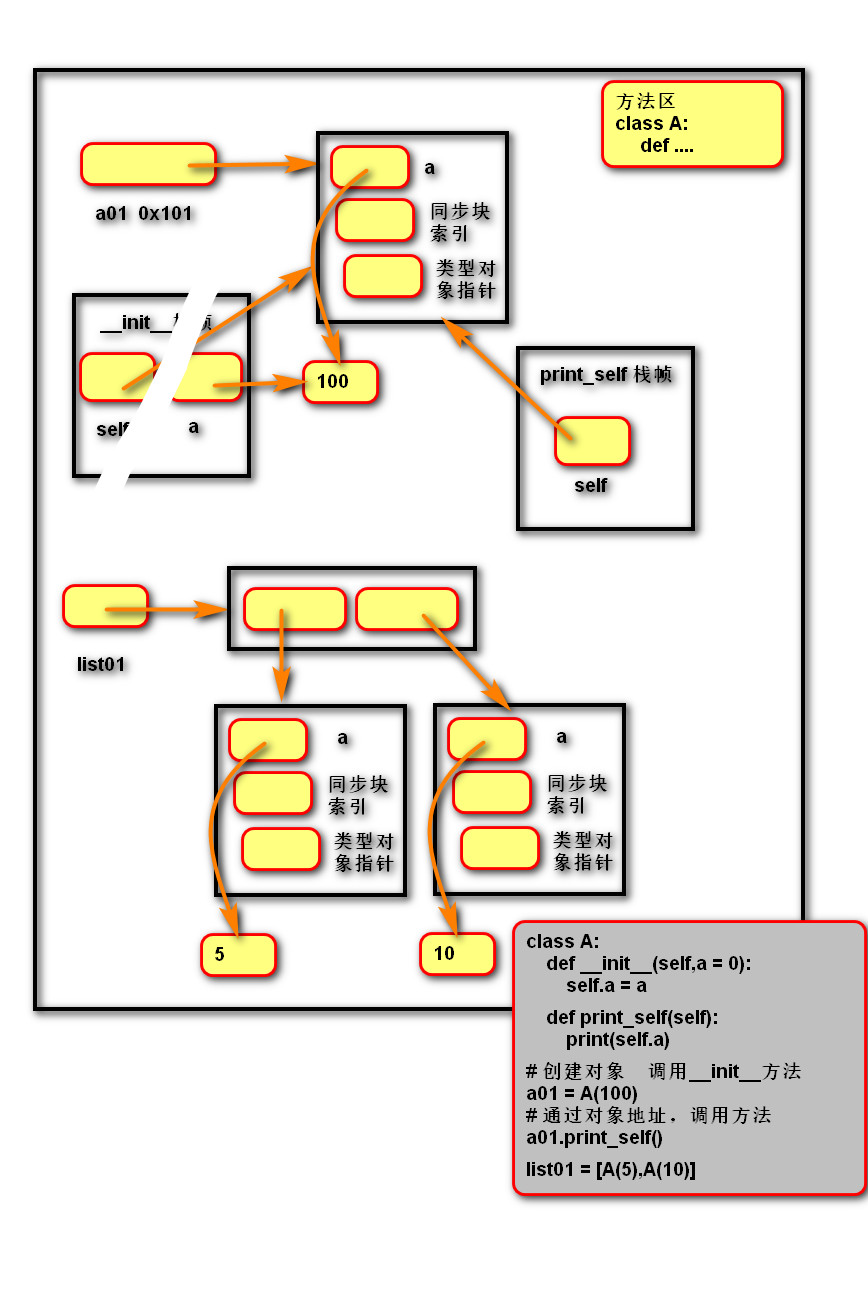 方法区
class A:
def ....
a
a01 0x101
同步块
索引
类型对
象指针
__init__
self
a
100
print_self 栈帧
self
list01
a
同步块
索引
类型对
象指针
a
同步块
索引
类型对
象指针
5
10
class A:
def __init__(self,a = 0):
self.a = a
def print_self(self):
print(self.a)
# 创建对象 调用__init__方法
a01 = A(100)
# 通过对象地址，调用方法
a01.print_self()
list01 = [A(5),A(10)]